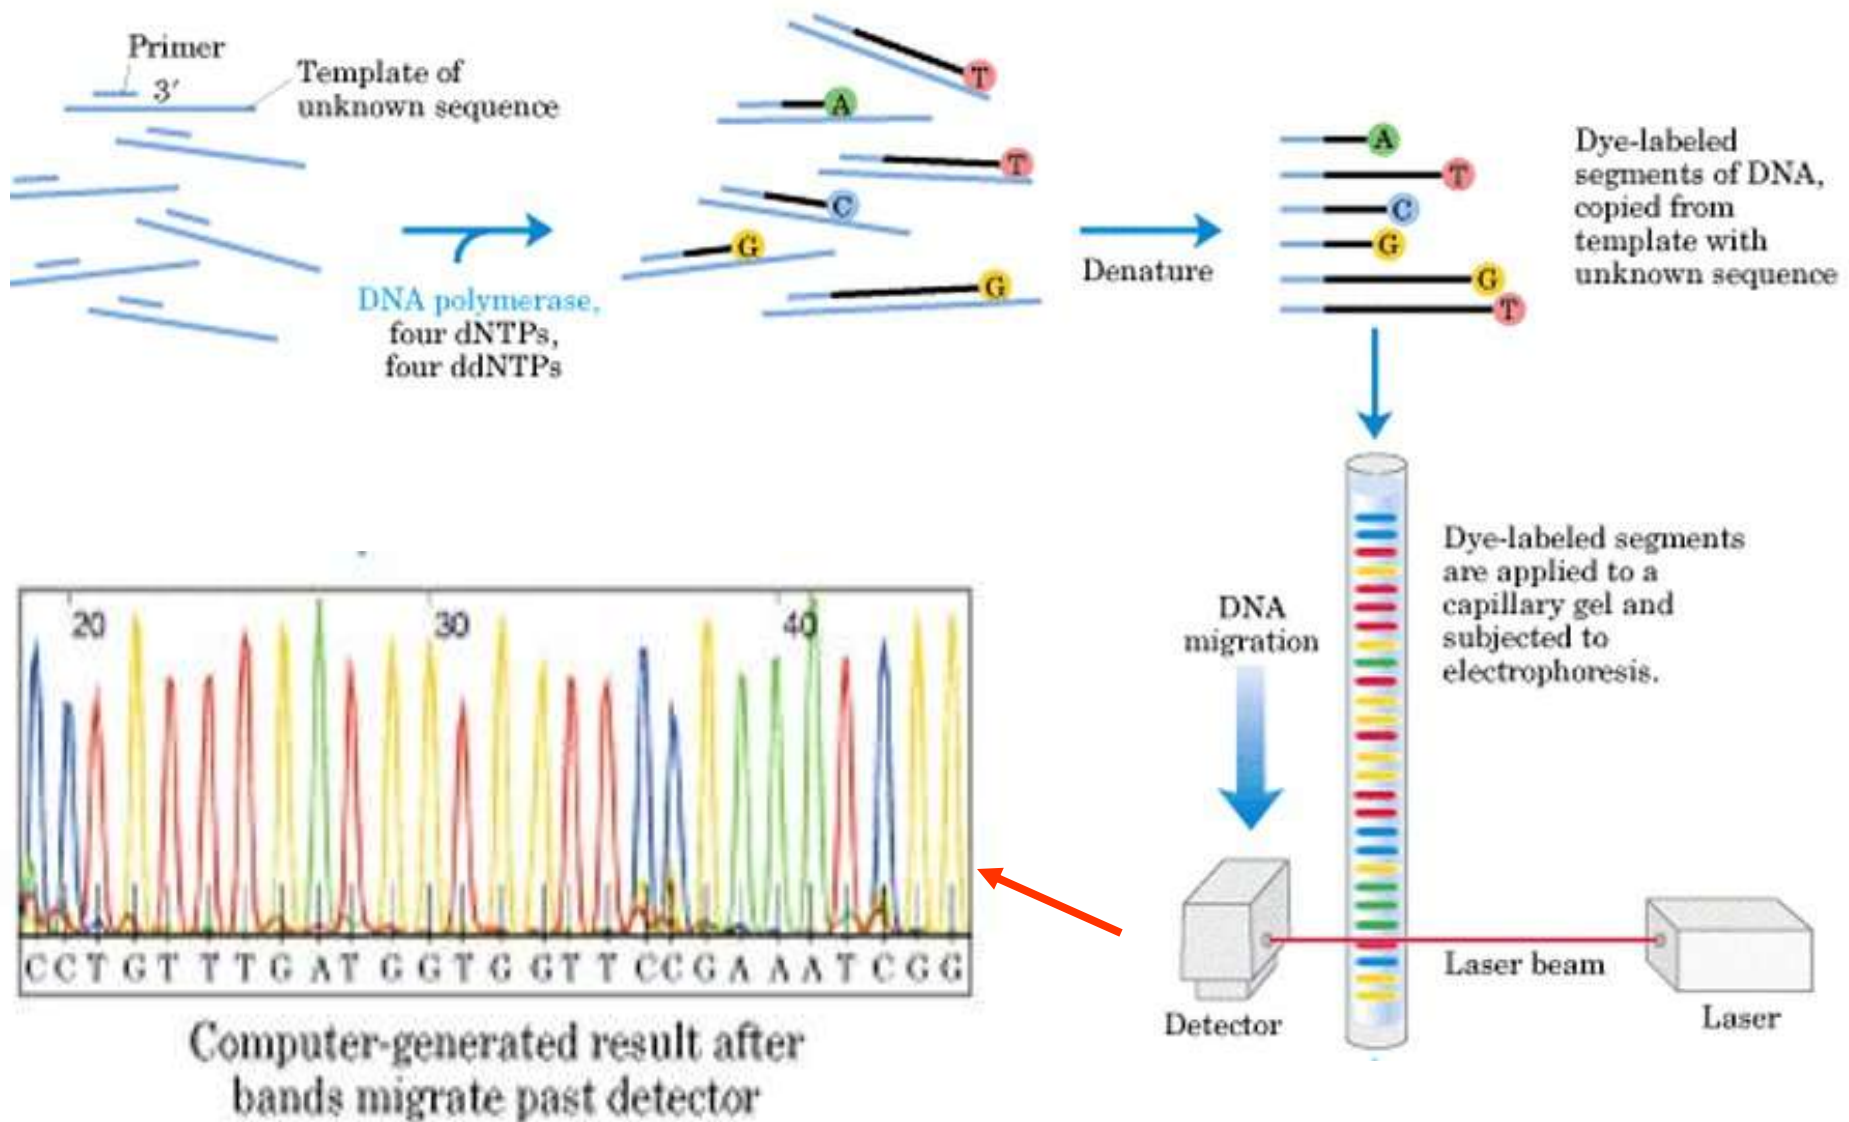 Primer
3′
Template of
unknown sequence
DNA polymerase,
four dNTPs,
four ddNTPs
T
A
T
C
G
G
Denature
A
T
C
G
G
T
Dye-labeled
segments of DNA,
copied from
template with
unknown sequence
Dye-labeled segments
are applied to a
capillary gel and
subjected to
electrophoresis.
DNA
migration
Laser beam
Detector
Laser
20 30 40
C C T G T T T G A T G G T G G T T C C G A A A T C G G
Computer-generated result after
bands migrate past detector